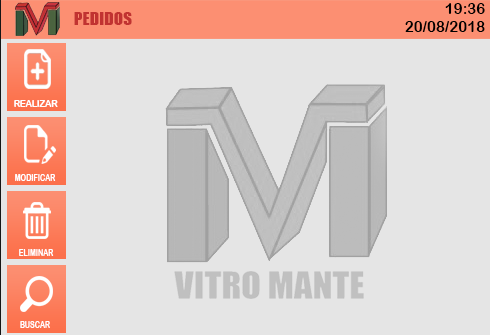 PEDIDOS
19:36
20/08/2018
REALIZAR
MODIFICAR
ELIMINAR
BUSCAR
VITRO MANTE